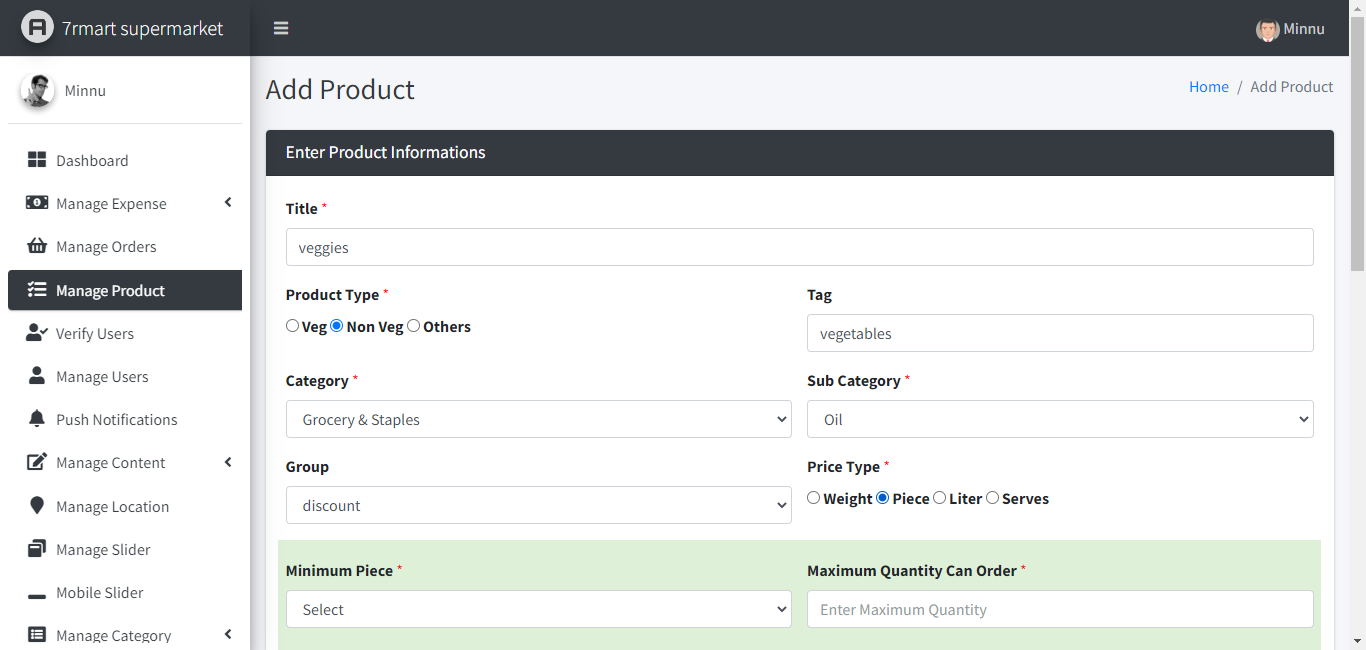 7rmart supermarket
Minnu
Minnu
Add Product
Home / Add Product
Dashboard
Manage Expense
Manage Orders
Manage Product
Verify Users
Manage Users
Push Notifications
Manage Content
Manage Location
Manage Slider
Mobile Slider
Manage Category
Enter Product Informations
Title *
veggies
Product Type *
Veg Non Veg Others
Tag
vegetables
Category *
Grocery & Staples
Sub Category *
Oil
Group
discount
Price Type *
Weight Piece Liter Serves
Minimum Piece *
Select
Maximum Quantity Can Order *
Enter Maximum Quantity